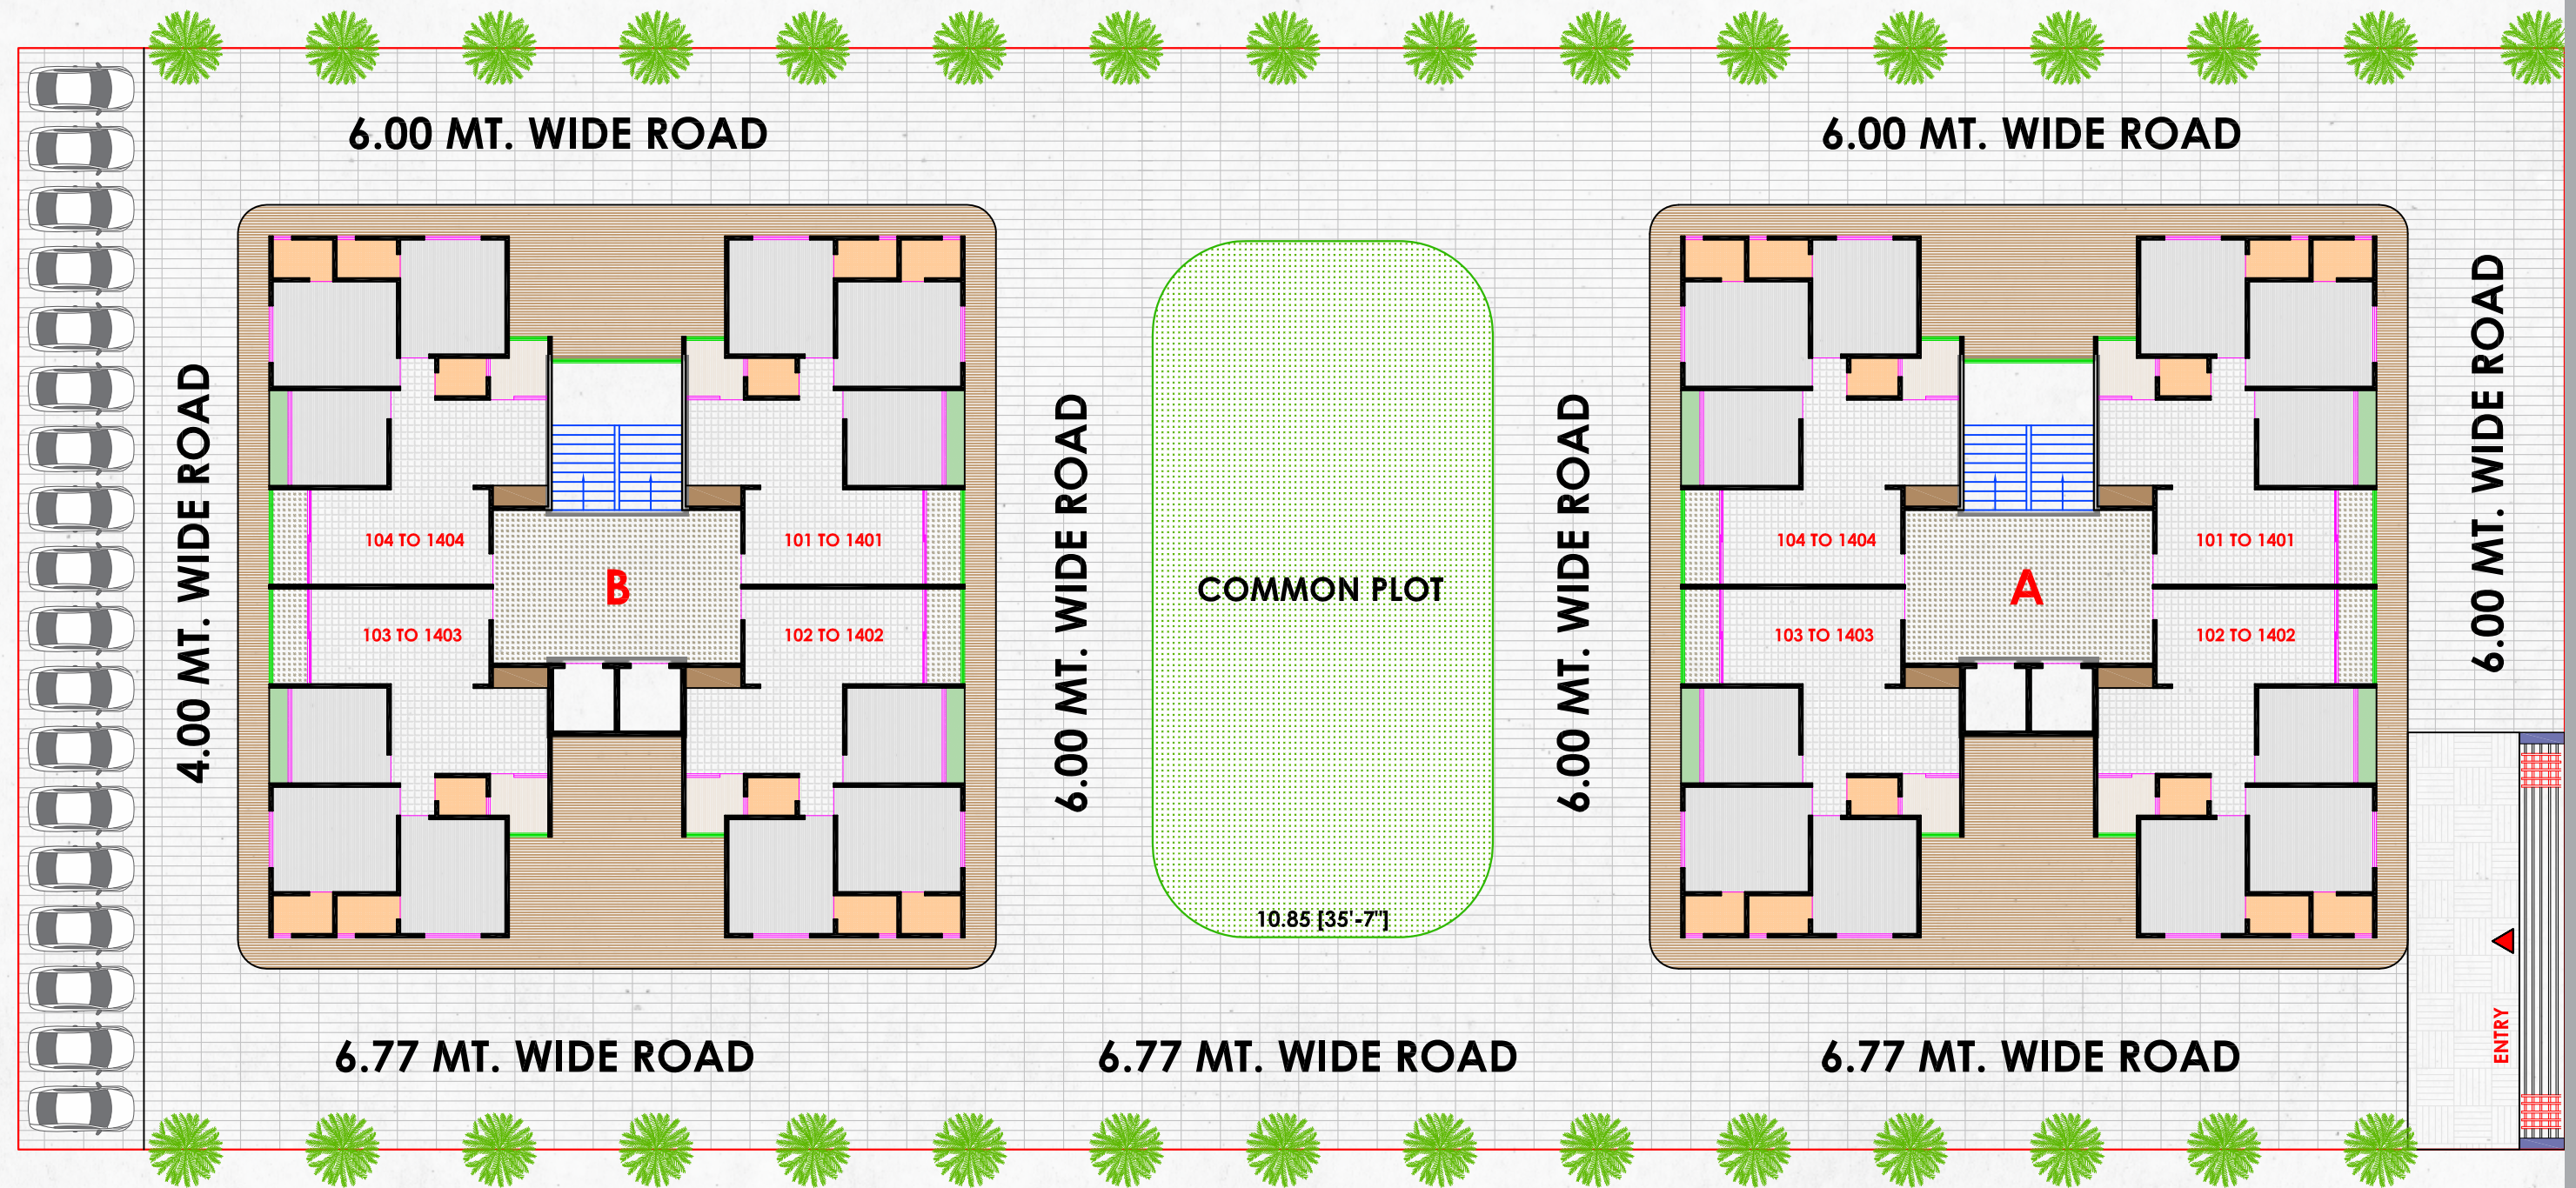 6.00 MT. WIDE ROAD
6.00 MT. WIDE ROAD
4.00 MT. WIDE ROAD
104 TO 1404
101 TO 1401
B
103 TO 1403
102 TO 1402
6.00 MT. WIDE ROAD
COMMON PLOT
10.85 [35'-7"]
6.00 MT. WIDE ROAD
104 TO 1404
101 TO 1401
A
103 TO 1403
102 TO 1402
6.00 MT. WIDE ROAD
ENTRY
6.77 MT. WIDE ROAD
6.77 MT. WIDE ROAD
6.77 MT. WIDE ROAD